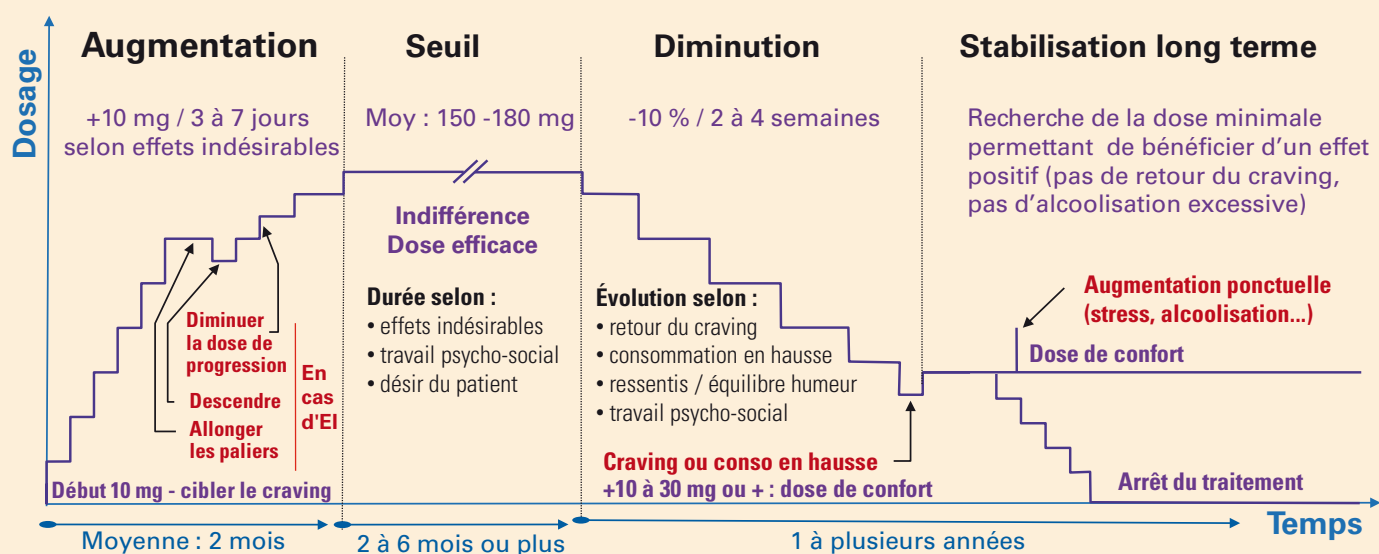 Dosage
Augmentation
+10 mg / 3 à 7 jours
selon effets indésirables
Diminuer
la dose de
progression
Descendre
Allonger
les paliers
En
cas
d'EI
Début 10 mg - cibler le craving
Moyenne : 2 mois
Seuil
Moy : 150 -180 mg
Indifférence
Dose efficace
Durée selon :
• effets indésirables
• travail psycho-social
• désir du patient
2 à 6 mois ou plus
Diminution
-10 % / 2 à 4 semaines
Évolution selon :
• retour du craving
• consommation en hausse
• ressentis / équilibre humeur
• travail psycho-social
Craving ou conso en hausse
+10 à 30 mg ou + : dose de confort
Stabilisation long terme
Recherche de la dose minimale
permettant de bénéficier d'un effet
positif (pas de retour du craving,
pas d'alcoolisation excessive)
Augmentation ponctuelle
(stress, alcoolisation...)
Dose de confort
Arrêt du traitement
1 à plusieurs années
Temps